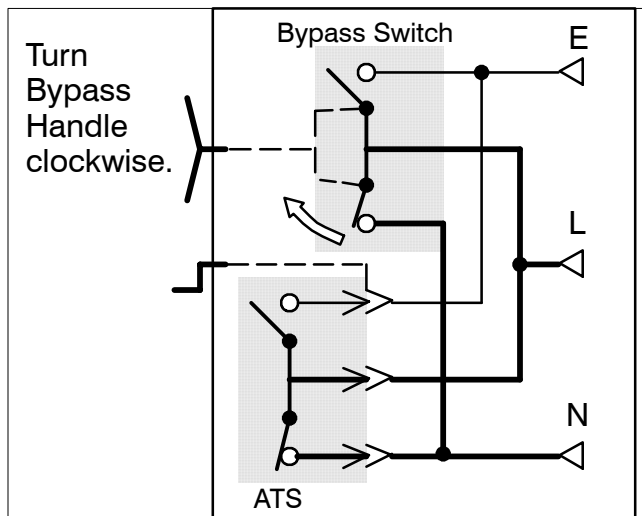 Turn
Bypass
Handle
clockwise.
Bypass Switch
E
L
N
ATS